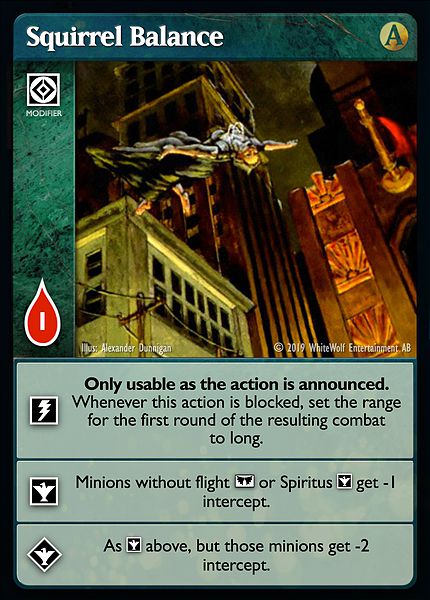 Squirrel Balance
A
MODIFIER
1
Illus: Alexander Dunnigan
© 2019 WhiteWolf Entertainment AB
Only usable as the action is announced.
Whenever this action is blocked, set the range
for the first round of the resulting combat
to long.
Minions without flight or Spiritus get -1
intercept.
As above, but those minions get -2
intercept.